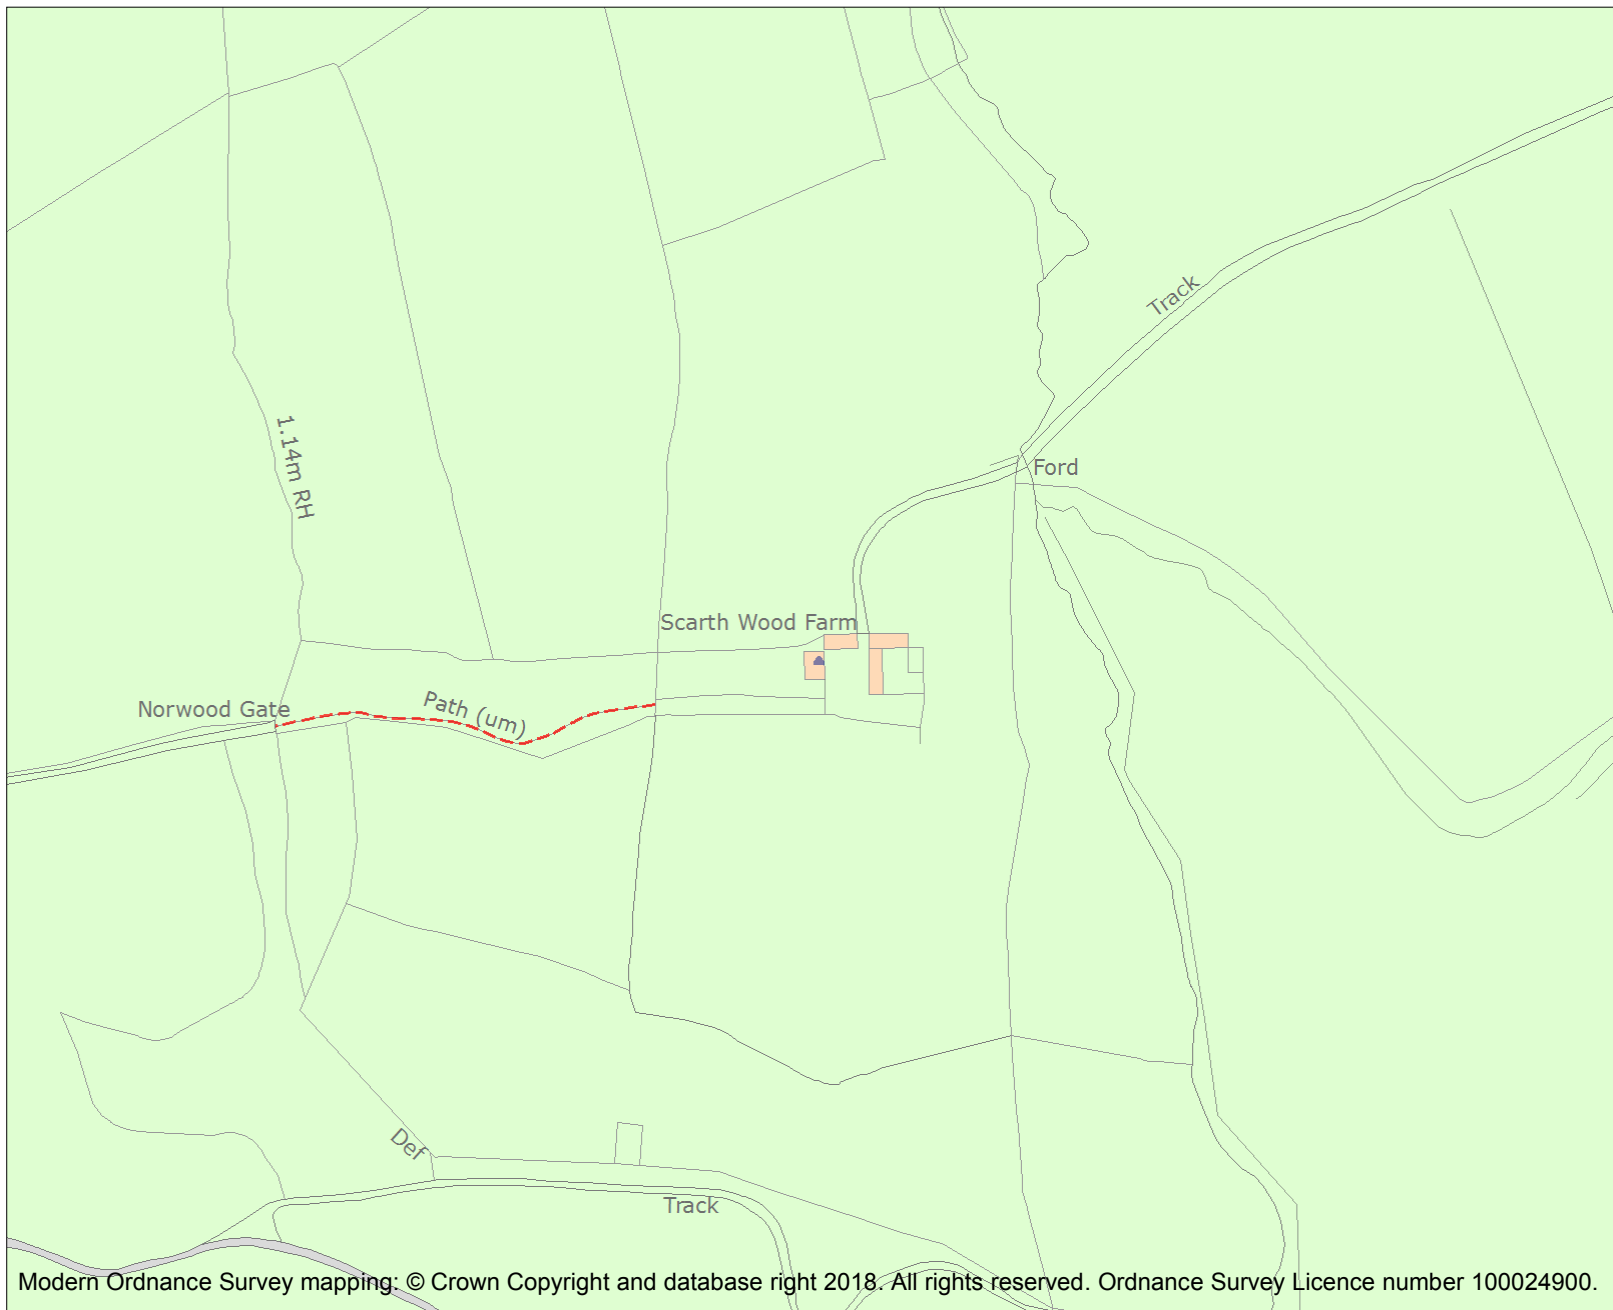 Track
1.14m RH
Ford
Scarth Wood Farm
Norwood Gate
Path (um)
Def
Track
Modern Ordnance Survey mapping: © Crown Copyright and database right 2018. All rights reserved. Ordnance Survey Licence number 100024900.